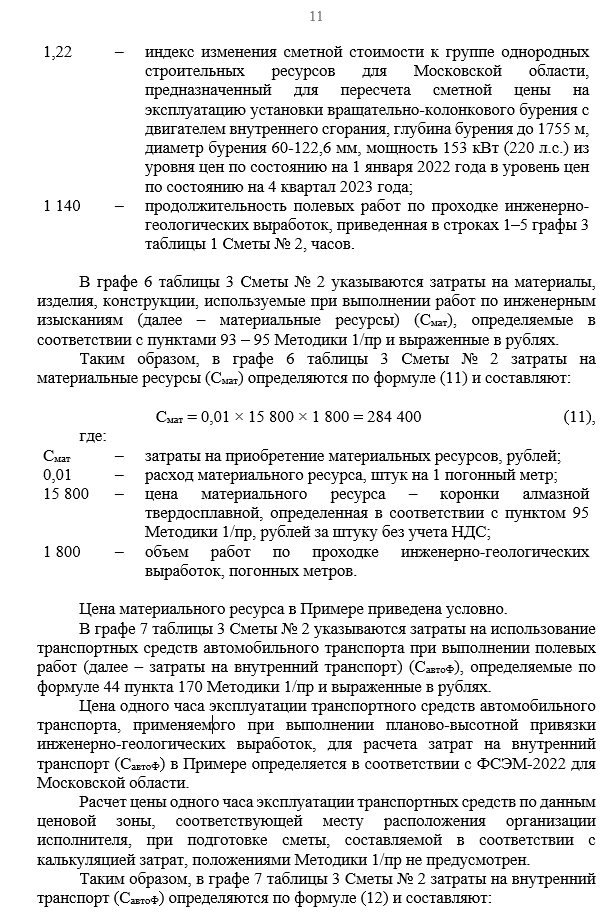 11
1,22 – индекс изменения сметной стоимости к группе однородных
строительных ресурсов для Московской области,
предназначенный для пересчета сметной цены на
эксплуатацию установки вращательно-колонкового бурения с
двигателем внутреннего сгорания, глубина бурения до 1755 м,
диаметр бурения 60-122,6 мм, мощность 153 кВт (220 л.с.) из
уровня цен по состоянию на 1 января 2022 года в уровень цен
по состоянию на 4 квартал 2023 года;
1 140 – продолжительность полевых работ по проходке инженерно-
геологических выработок, приведенная в строках 1–5 графы 3
таблицы 1 Сметы № 2, часов.
В графе 6 таблицы 3 Сметы № 2 указываются затраты на материалы,
изделия, конструкции, используемые при выполнении работ по инженерным
изысканиям (далее – материальные ресурсы) (Смат), определяемые в
соответствии с пунктами 93 – 95 Методики 1/пр и выраженные в рублях.
Таким образом, в графе 6 таблицы 3 Сметы № 2 затраты на
материальные ресурсы (Смат) определяются по формуле (11) и составляют:
Смат = 0,01 × 15 800 × 1 800 = 284 400 (11),
где:
Смат – затраты на приобретение материальных ресурсов, рублей;
0,01 – расход материального ресурса, штук на 1 погонный метр;
15 800 – цена материального ресурса – коронки алмазной
твердосплавной, определенная в соответствии с пунктом 95
Методики 1/пр, рублей за штуку без учета НДС;
1 800 – объем работ по проходке инженерно-геологических
выработок, погонных метров.
Цена материального ресурса в Примере приведена условно.
В графе 7 таблицы 3 Сметы № 2 указываются затраты на использование
транспортных средств автомобильного транспорта при выполнении полевых
работ (далее – затраты на внутренний транспорт) (СавтоФ), определяемые по
формуле 44 пункта 170 Методики 1/пр и выраженные в рублях.
Цена одного часа эксплуатации транспортного средств автомобильного
транспорта, применяемого при выполнении планово-высотной привязки
инженерно-геологических выработок, для расчета затрат на внутренний
транспорт (СавтоФ) в Примере определяется в соответствии с ФСЭМ-2022 для
Московской области.
Расчет цены одного часа эксплуатации транспортных средств по данным
ценовой зоны, соответствующей месту расположения организации
исполнителя, при подготовке сметы, составляемой в соответствии с
калькуляцией затрат, положениями Методики 1/пр не предусмотрен.
Таким образом, в графе 7 таблицы 3 Сметы № 2 затраты на внутренний
транспорт (СавтоФ) определяются по формуле (12) и составляют: